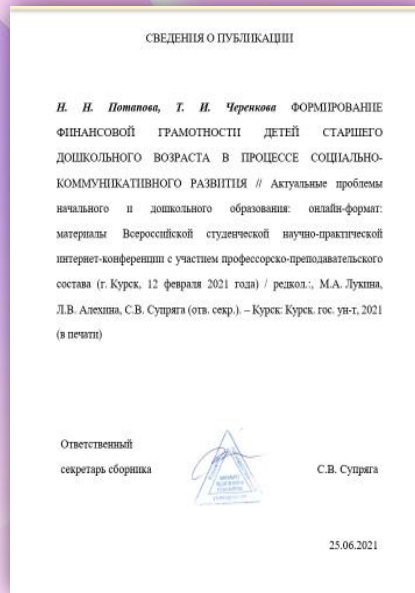 СВЕДЕНИЯ О ПУБЛИКАЦИИ
Н. Н. Потапова, Т. И. Черенкова ФОРМИРОВАНИЕ
ФИНАНСОВОЙ ГРАМОТНОСТИ ДЕТЕЙ СТАРШЕГО
ДОШКОЛЬНОГО ВОЗРАСТА В ПРОЦЕССЕ СОЦИАЛЬНО-
КОММУНИКАТИВНОГО РАЗВИТИЯ // Актуальные проблемы
начального и дошкольного образования: онлайн-формат:
материалы Всероссийской студенческой научно-практической
интернет-конференции с участием профессорско-преподавательского
состава (г. Курск, 12 февраля 2021 года) / редкол.:, М.А. Лукина,
Л.В. Алехина, С.В. Супряга (отв. секр.). – Курск: Курск. гос. ун-т, 2021
(в печати)
Ответственный
секретарь сборника С.В. Супряга
25.06.2021